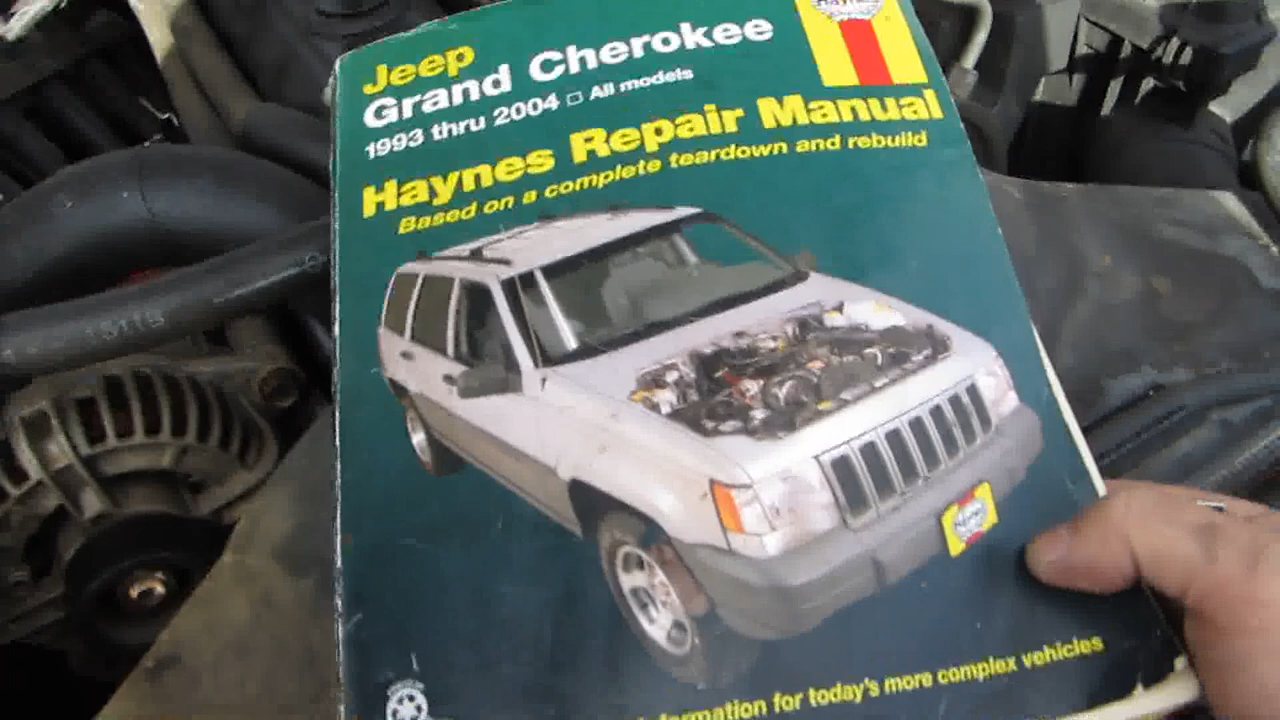 Jeep
Grand Cherokee
1993 thru 2004 □ All models
Haynes Repair Manual
Based on a complete teardown and rebuild
formation for today's more complex vehicles